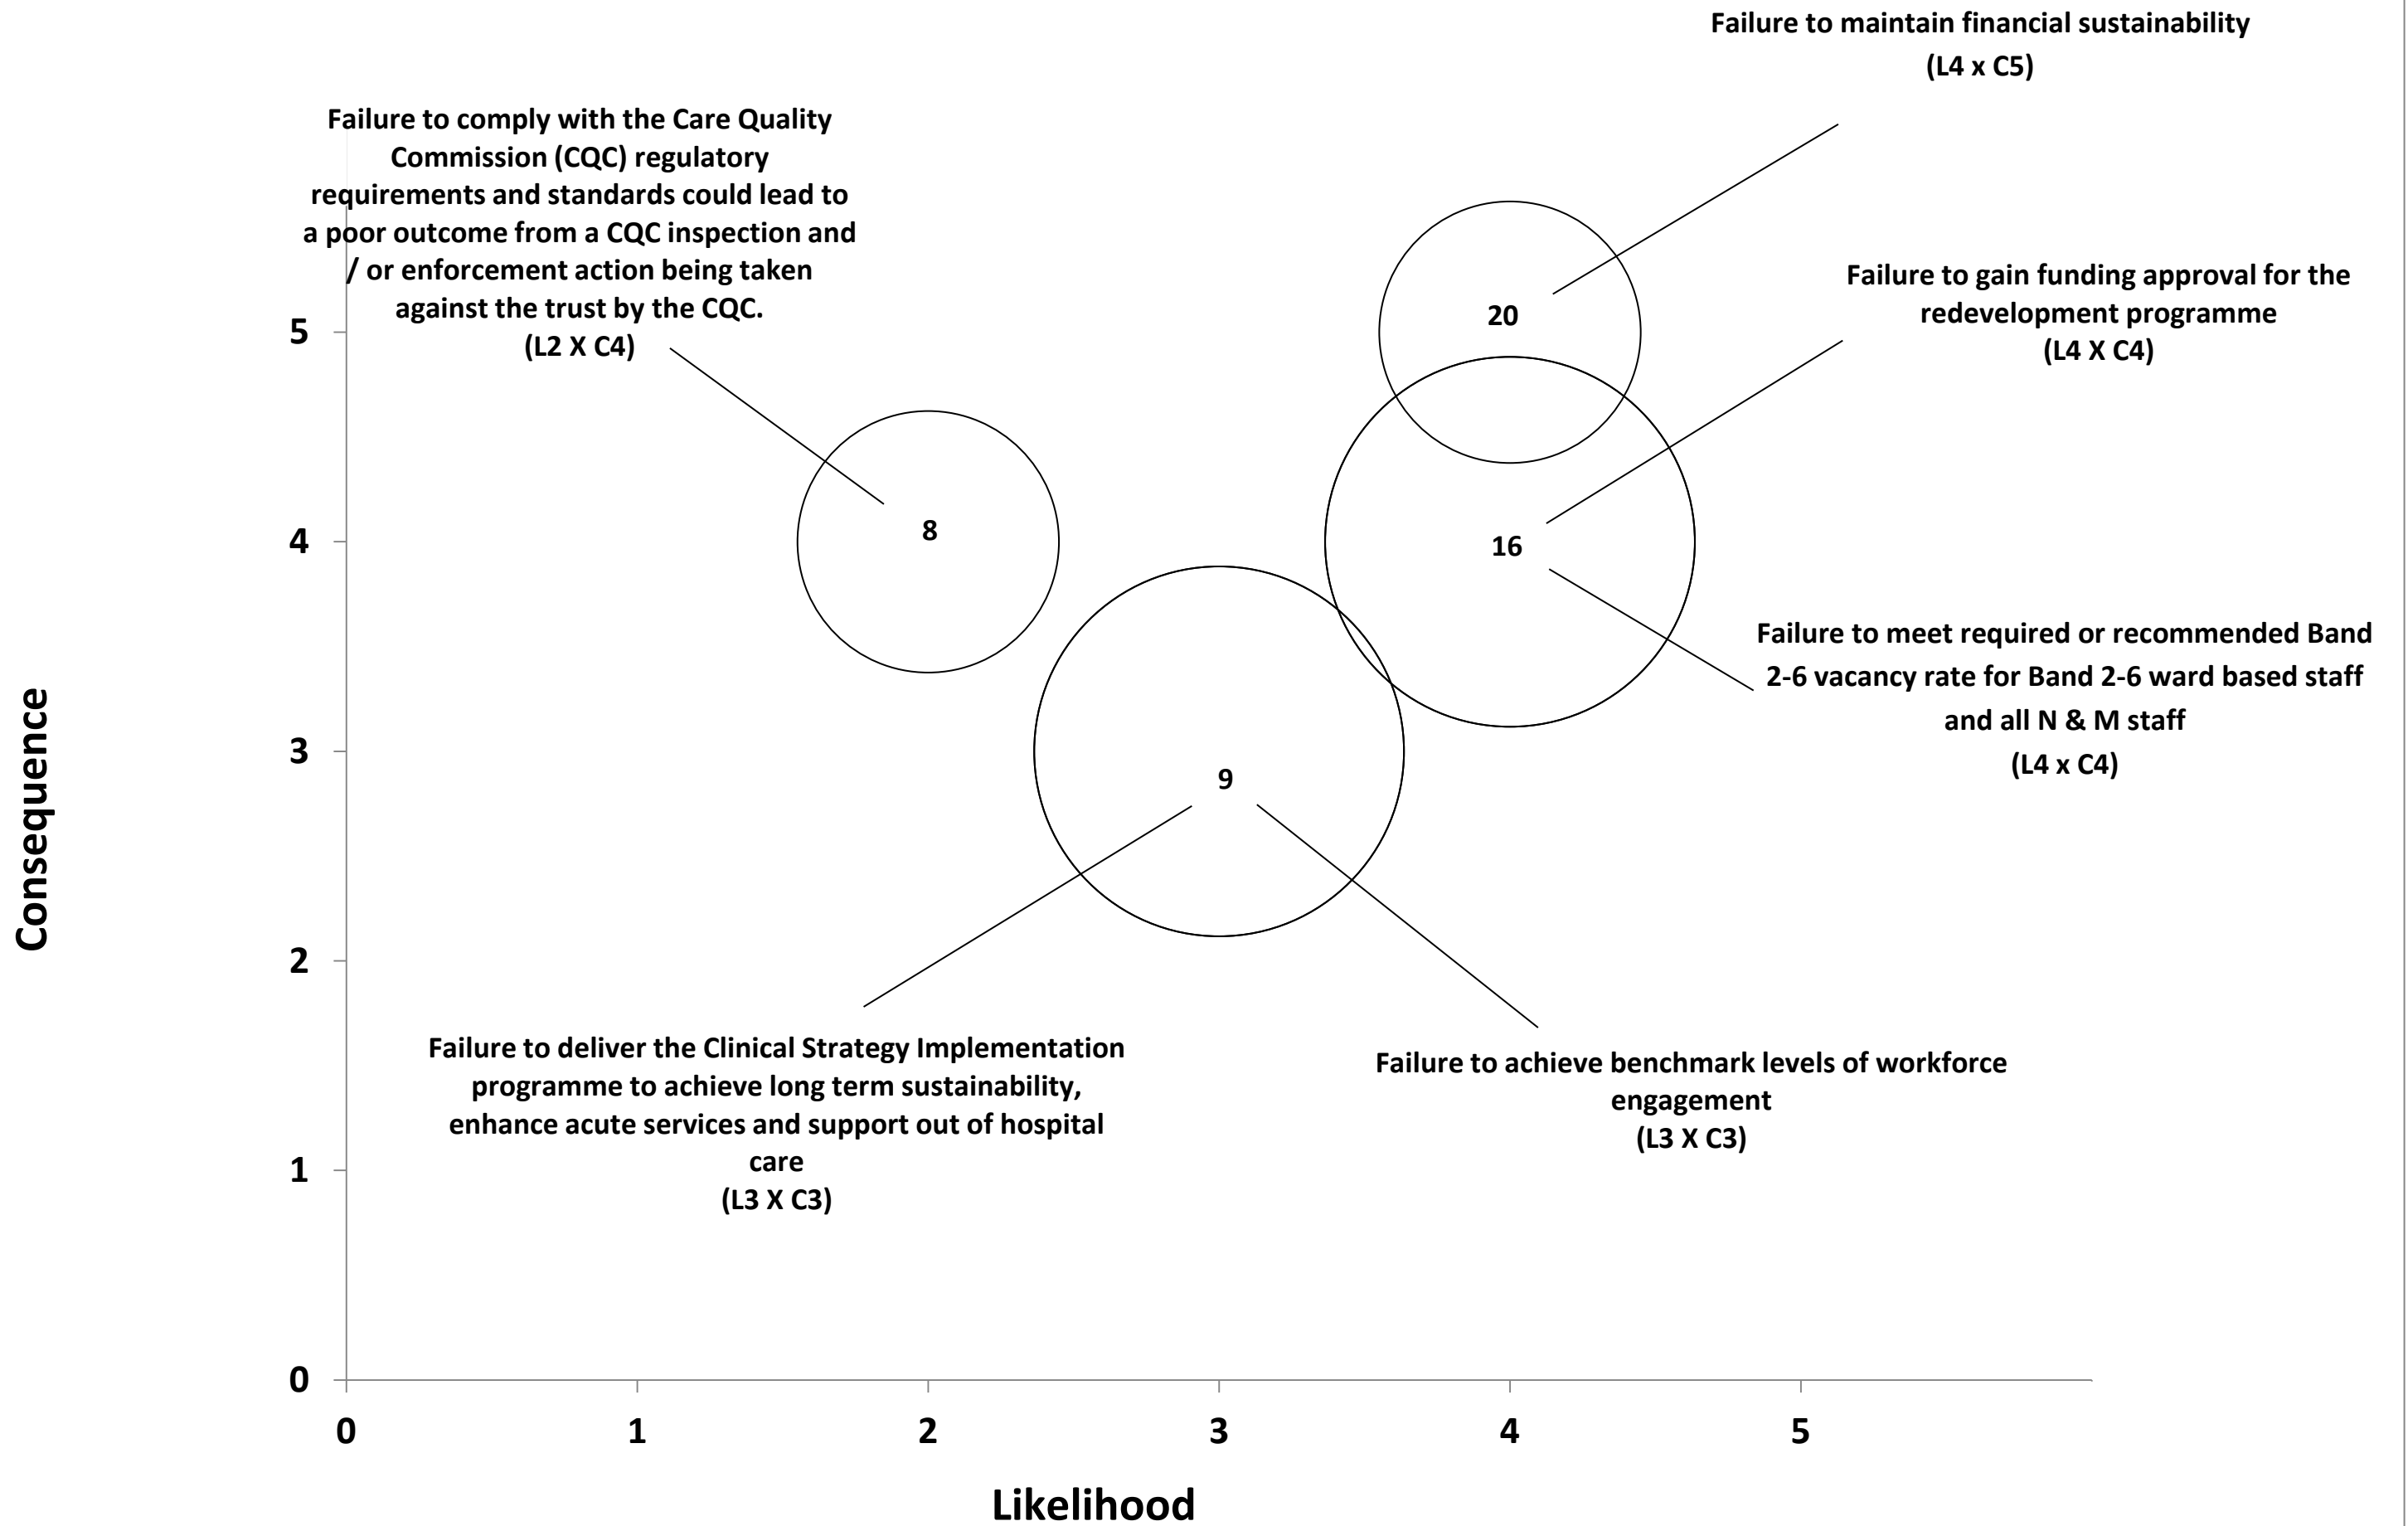 Failure to maintain financial sustainability
(L4 x C5)
Failure to comply with the Care Quality
Commission (CQC) regulatory
requirements and standards could lead to
a poor outcome from a CQC inspection and
/ or enforcement action being taken
against the trust by the CQC.
(L2 X C4)
Failure to gain funding approval for the
redevelopment programme
(L4 X C4)
20
8
16
Failure to meet required or recommended Band
2-6 vacancy rate for Band 2-6 ward based staff
and all N & M staff
(L4 x C4)
9
Failure to deliver the Clinical Strategy Implementation
programme to achieve long term sustainability,
enhance acute services and support out of hospital
care
(L3 X C3)
Failure to achieve benchmark levels of workforce
engagement
(L3 X C3)
Consequence
5
4
3
2
1
0
0 1 2 3 4 5
Likelihood